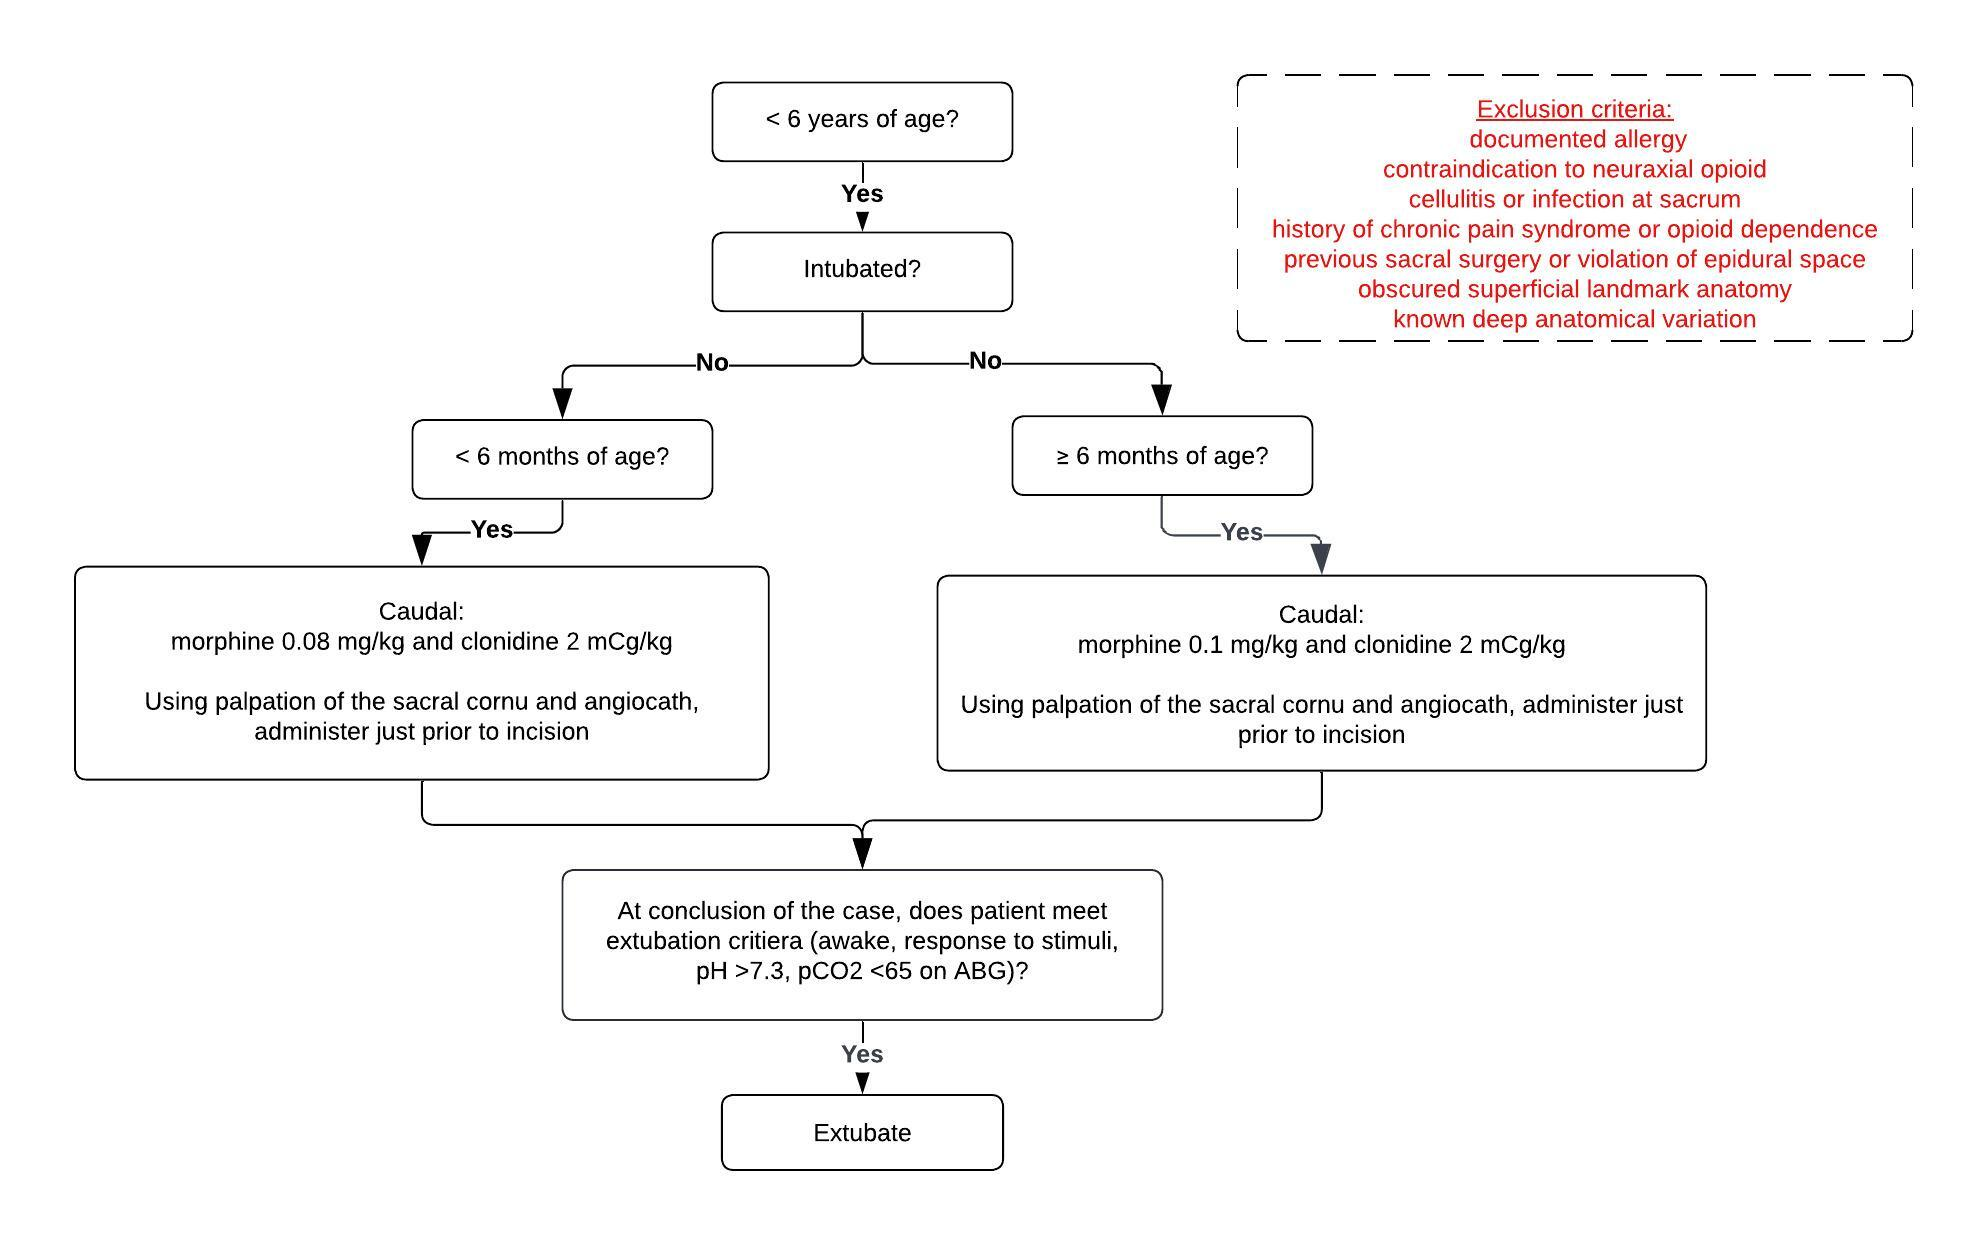 < 6 years of age?
Yes
Intubated?
No
No
< 6 months of age?
≥ 6 months of age?
Yes
Yes
Caudal:
morphine 0.08 mg/kg and clonidine 2 mCg/kg
Using palpation of the sacral cornu and angiocath,
administer just prior to incision
Caudal:
morphine 0.1 mg/kg and clonidine 2 mCg/kg
Using palpation of the sacral cornu and angiocath, administer just
prior to incision
At conclusion of the case, does patient meet
extubation critiera (awake, response to stimuli,
pH >7.3, pCO2 <65 on ABG)?
Yes
Extubate
Exclusion criteria:
documented allergy
contraindication to neuraxial opioid
cellulitis or infection at sacrum
history of chronic pain syndrome or opioid dependence
previous sacral surgery or violation of epidural space
obscured superficial landmark anatomy
known deep anatomical variation